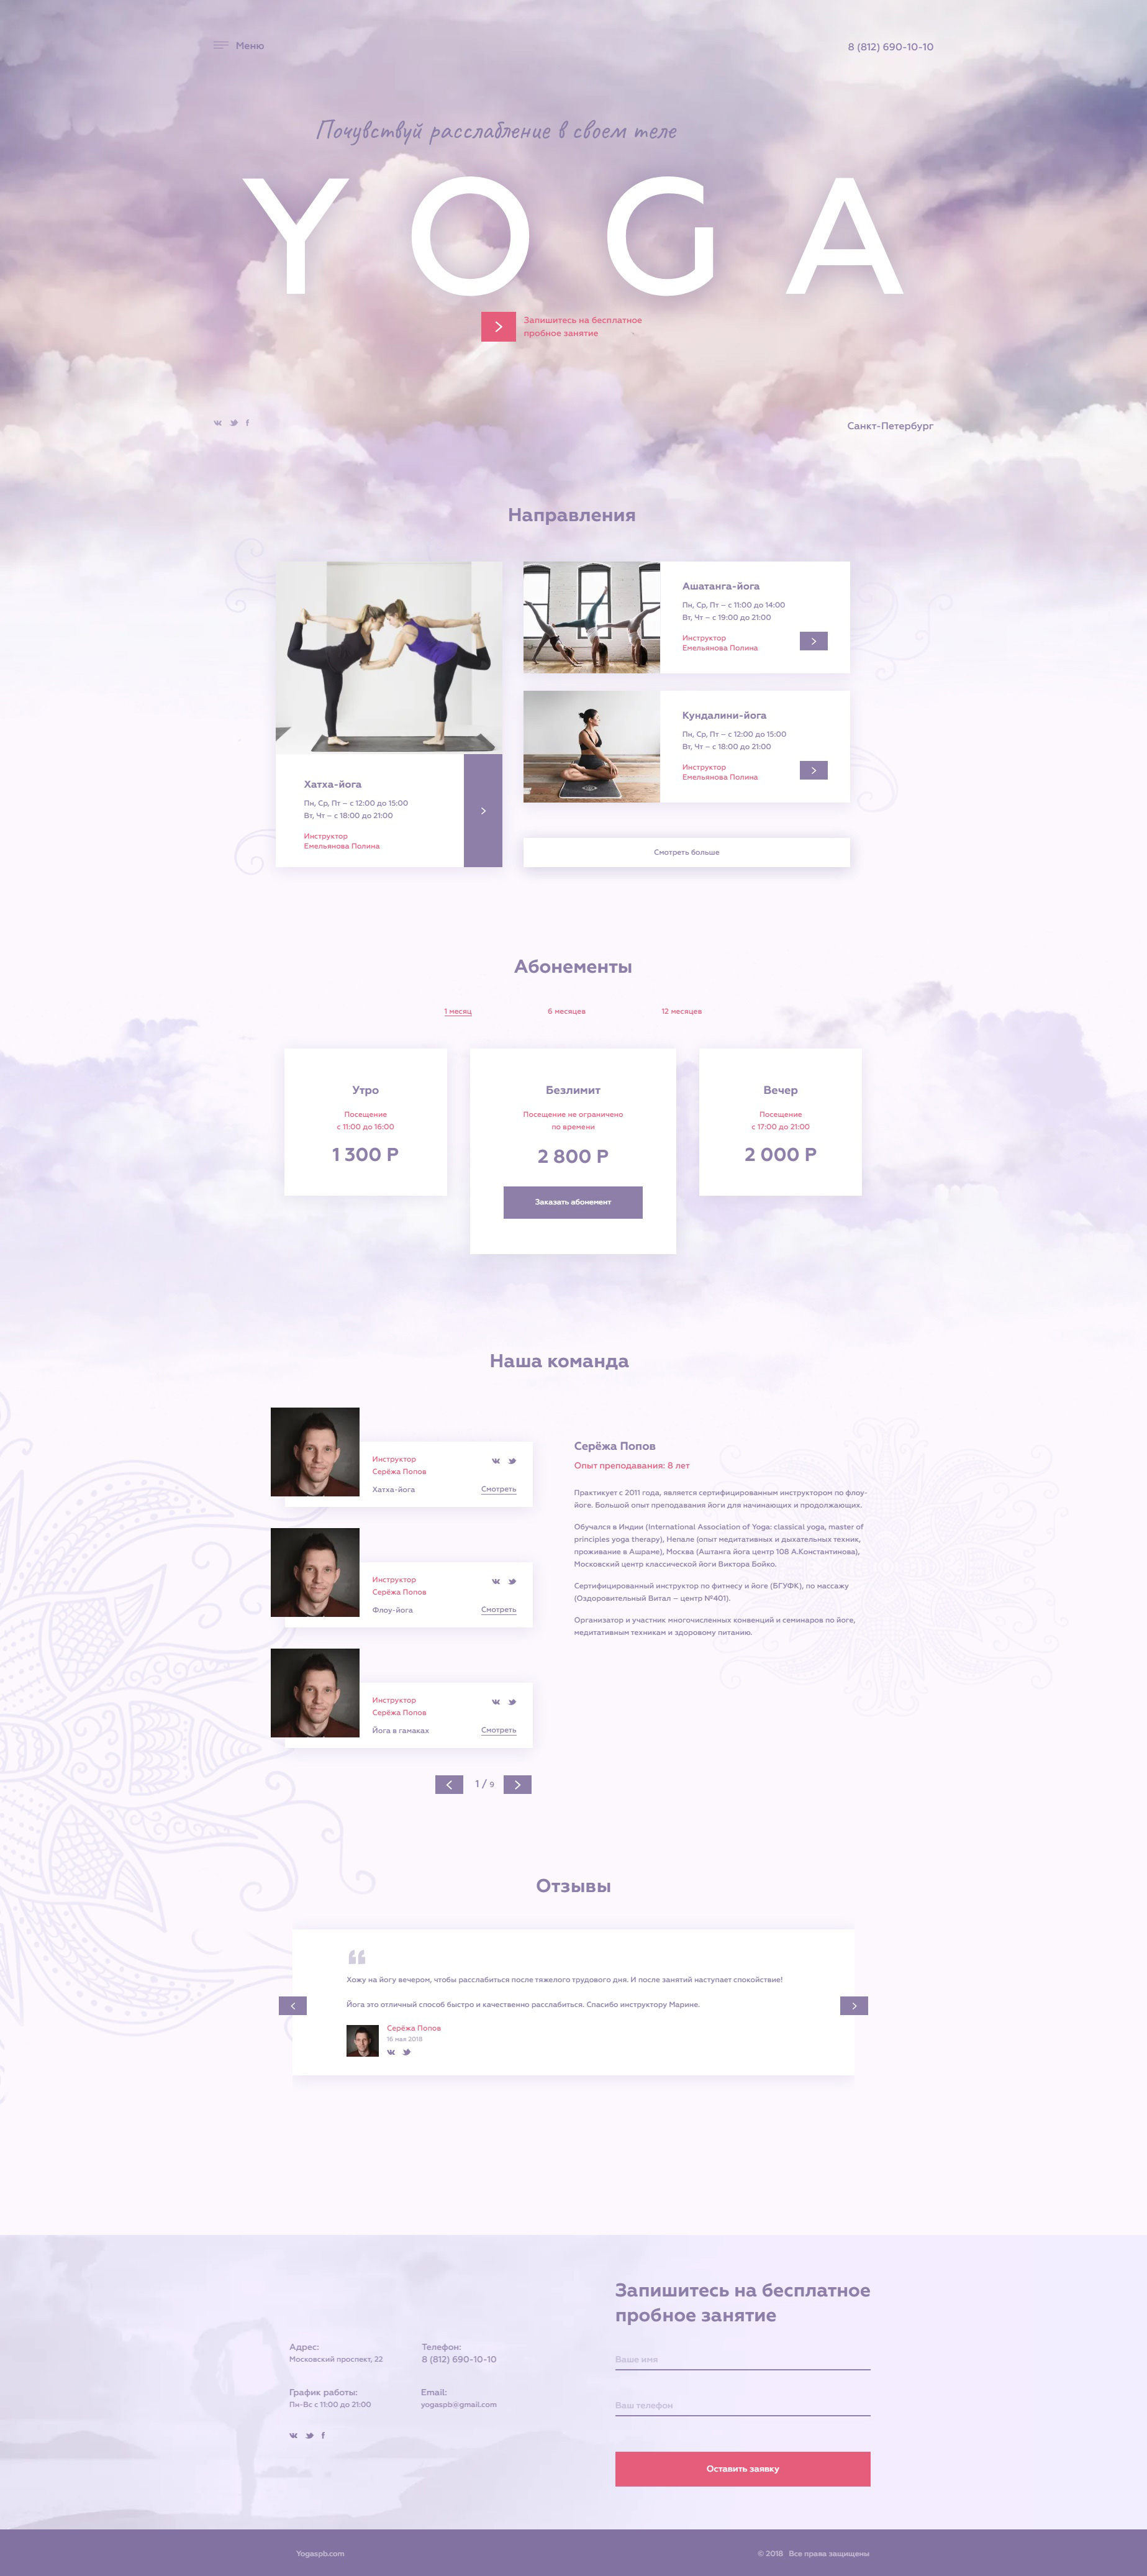 Меню
8 (812) 690-10-10
Почувствуй расслабление в своем теле
YOGA
Запишитесь на бесплатное
пробное занятие
Санкт-Петербург
Направления
Хатха-йога
Пн, Ср, Пт – с 12:00 до 15:00
Вт, Чт – с 18:00 до 21:00
Инструктор
Емельянова Полина
Ашатанга-йога
Пн, Ср, Пт – с 11:00 до 14:00
Вт, Чт – с 19:00 до 21:00
Инструктор
Емельянова Полина
Кундалини-йога
Пн, Ср, Пт – с 12:00 до 15:00
Вт, Чт – с 18:00 до 21:00
Инструктор
Емельянова Полина
Смотреть больше
Абонементы
1 месяц
6 месяцев
12 месяцев
Утро
Посещение
с 11:00 до 16:00
1 300 Р
Безлимит
Посещение не ограничено
по времени
2 800 Р
Заказать абонемент
Вечер
Посещение
с 17:00 до 21:00
2 000 Р
Наша команда
Инструктор
Серёжа Попов
Хатха-йога
Смотреть
Инструктор
Серёжа Попов
Флоу-йога
Смотреть
Инструктор
Серёжа Попов
Йога в гамаках
Смотреть
1 / 9
Серёжа Попов
Опыт преподавания: 8 лет
Практикует с 2011 года, является сертифицированным инструктором по флоу-
йоге. Большой опыт преподавания йоги для начинающих и продолжающих.
Обучался в Индии (International Association of Yoga: classical yoga, master of
principles yoga therapy), Непале (опыт медитативных и дыхательных техник,
проживание в Ашраме), Москва (Аштанга йога центр 108 А.Константинова),
Московский центр классической йоги Виктора Бойко.
Сертифицированный инструктор по фитнесу и йоге (БГУФК), по массажу
(Оздоровительный Витал – центр №401).
Организатор и участник многочисленных конвенций и семинаров по йоге,
медитативным техникам и здоровому питанию.
Отзывы
“
Хожу на йогу вечером, чтобы расслабиться после тяжелого трудового дня. И после занятий наступает спокойствие!
Йога это отличный способ быстро и качественно расслабиться. Спасибо инструктору Марине.
Серёжа Попов
16 мая 2018
Адрес:
Московский проспект, 22
Телефон:
8 (812) 690-10-10
График работы:
Пн-Вс с 11:00 до 21:00
Email:
yogaspb@gmail.com
Запишитесь на бесплатное
пробное занятие
Ваше имя
Ваш телефон
Оставить заявку
Yogaspb.com
© 2018 Все права защищены